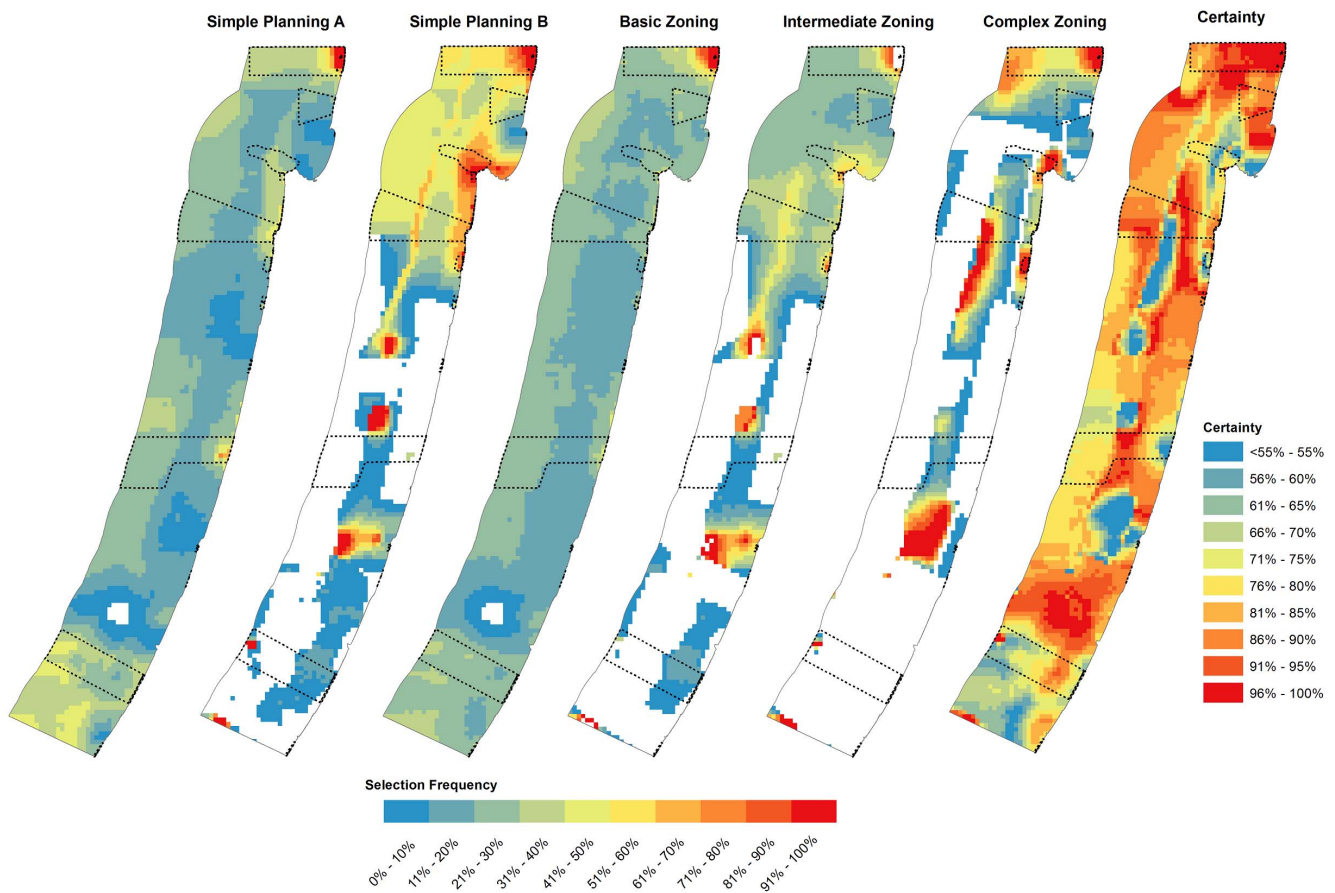 Simple Planning A Simple Planning B Basic Zoning Intermediate Zoning Complex Zoning Certainty
Certainty
<55% - 55%
56% - 60%
61% - 65%
66% - 70%
71% - 75%
76% - 80%
81% - 85%
86% - 90%
91% - 95%
96% - 100%
Selection Frequency
0% - 10% 11% - 20% 21% - 30% 31% - 40% 41% - 50% 51% - 60% 61% - 70% 71% - 80% 81% - 90% 91% - 100%